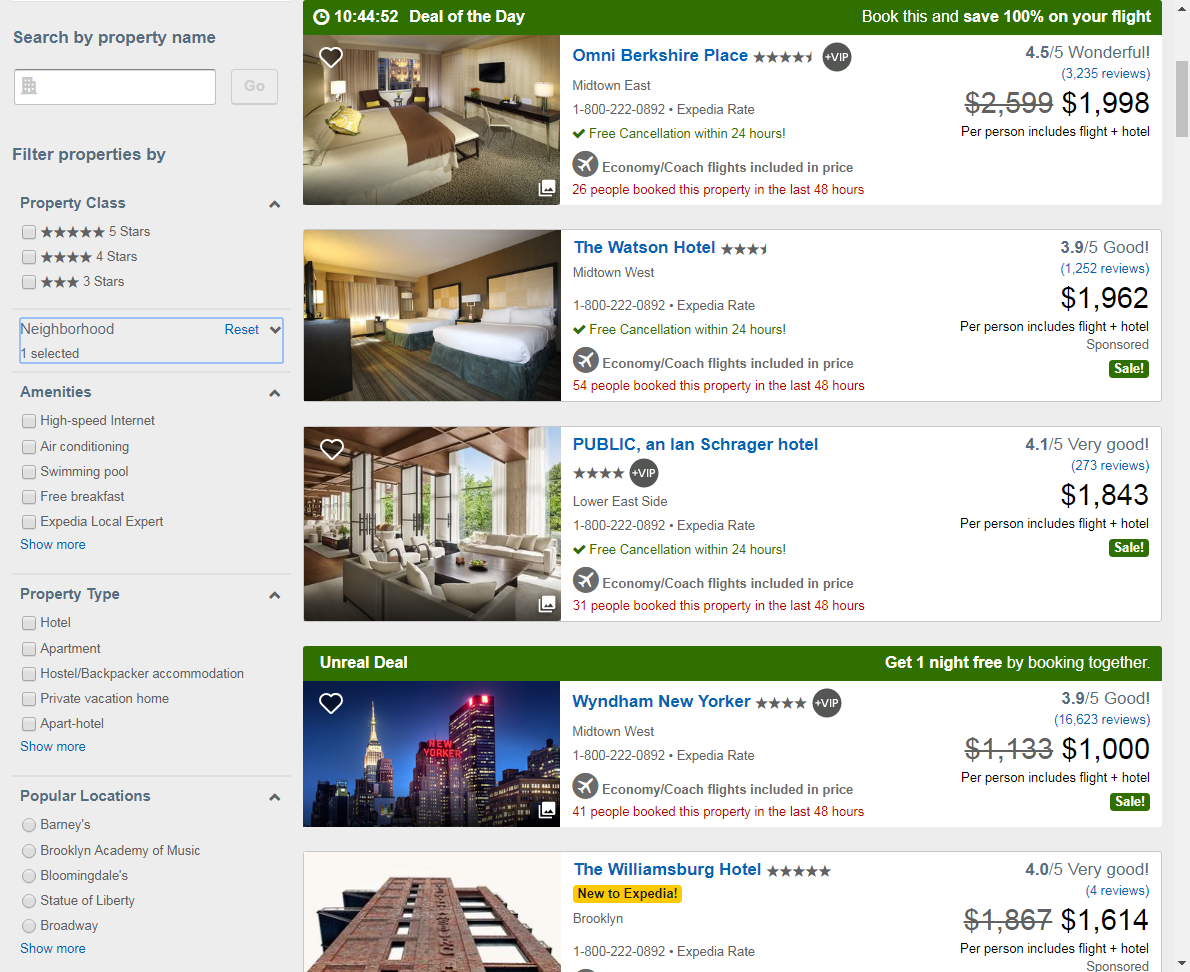 Search by property name
Go
Filter properties by
Property Class
5 Stars
4 Stars
3 Stars
Neighborhood Reset
1 selected
Amenities
High-speed Internet
Air conditioning
Swimming pool
Free breakfast
Expedia Local Expert
Show more
Property Type
Hotel
Apartment
Hostel/Backpacker accommodation
Private vacation home
Apart-hotel
Show more
Popular Locations
Barney's
Brooklyn Academy of Music
Bloomingdale's
Statue of Liberty
Broadway
Show more
10:44:52 Deal of the Day Book this and save 100% on your flight
Omni Berkshire Place +VIP
Midtown East
1-800-222-0892 • Expedia Rate
Free Cancellation within 24 hours!
Economy/Coach flights included in price
26 people booked this property in the last 48 hours
4.5/5 Wonderful!
(3,235 reviews)
$2,599 $1,998
Per person includes flight + hotel
The Watson Hotel
Midtown West
1-800-222-0892 • Expedia Rate
Free Cancellation within 24 hours!
Economy/Coach flights included in price
54 people booked this property in the last 48 hours
3.9/5 Good!
(1,252 reviews)
$1,962
Per person includes flight + hotel
Sponsored
Sale!
PUBLIC, an Ian Schrager hotel
+VIP
Lower East Side
1-800-222-0892 • Expedia Rate
Free Cancellation within 24 hours!
Economy/Coach flights included in price
31 people booked this property in the last 48 hours
4.1/5 Very good!
(273 reviews)
$1,843
Per person includes flight + hotel
Sale!
Unreal Deal Get 1 night free by booking together.
NEW
YORKER
Wyndham New Yorker +VIP
Midtown West
1-800-222-0892 • Expedia Rate
Economy/Coach flights included in price
41 people booked this property in the last 48 hours
3.9/5 Good!
(16,623 reviews)
$1,133 $1,000
Per person includes flight + hotel
Sale!
The Williamsburg Hotel
New to Expedia!
Brooklyn
1-800-222-0892 • Expedia Rate
4.0/5 Very good!
(4 reviews)
$1,867 $1,614
Per person includes flight + hotel
Sponsored